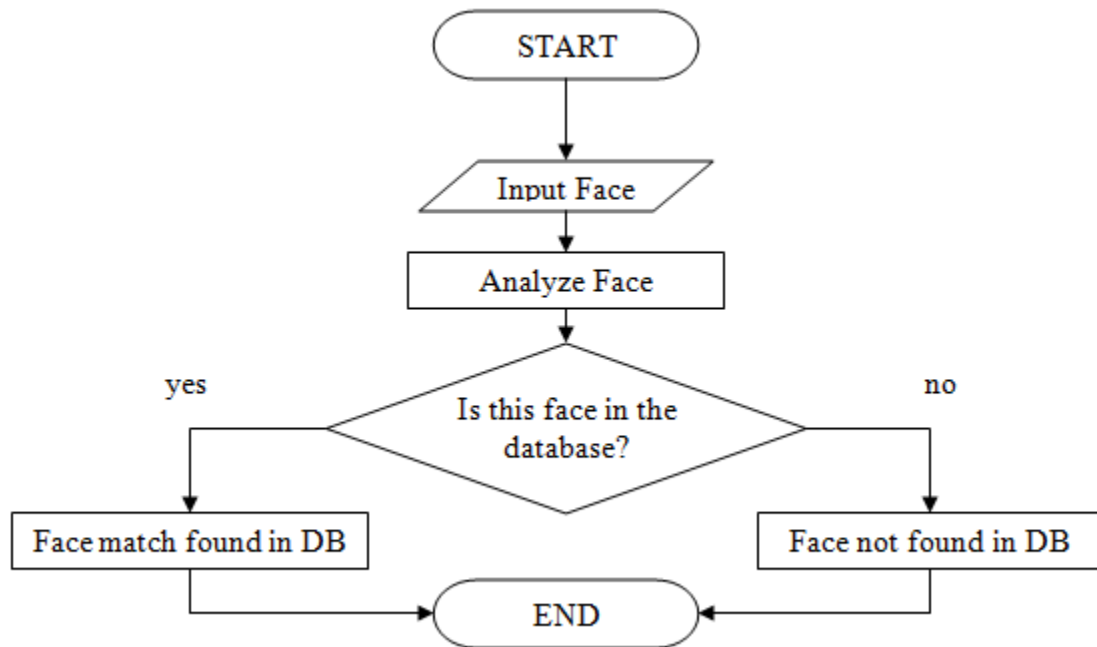 START
Input Face
Analyze Face
yes
no
Is this face in the
database?
Face match found in DB
Face not found in DB
END